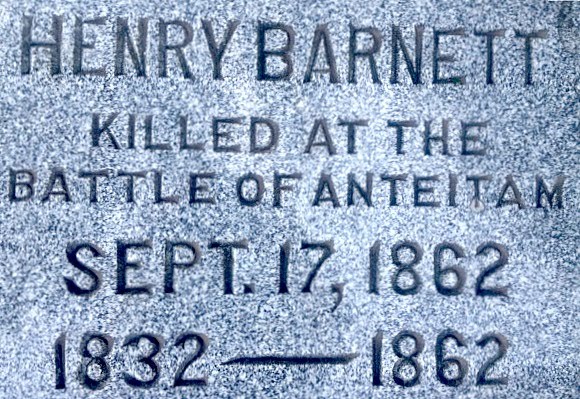 HENRY BARNETT
KILLED AT THE
BATTLE OF ANTEITAM
SEPT. 17, 1862
1832 — 1862